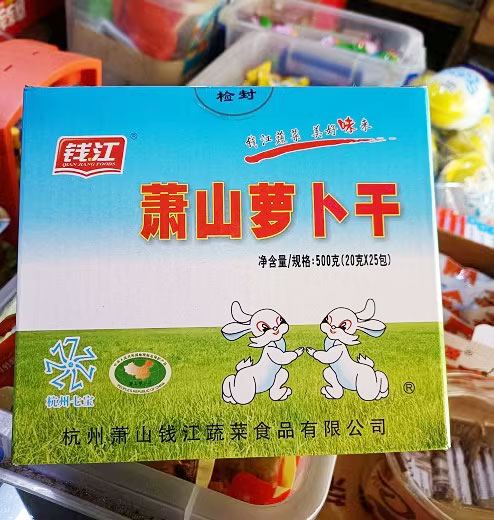 检封
钱江
®
QIAN JIANG FOODS
钱江蔬菜 美好味来
萧山萝卜干
净含量/规格:500克(20克X25包)
杭州七宝
®
杭州萧山钱江蔬菜食品有限公司